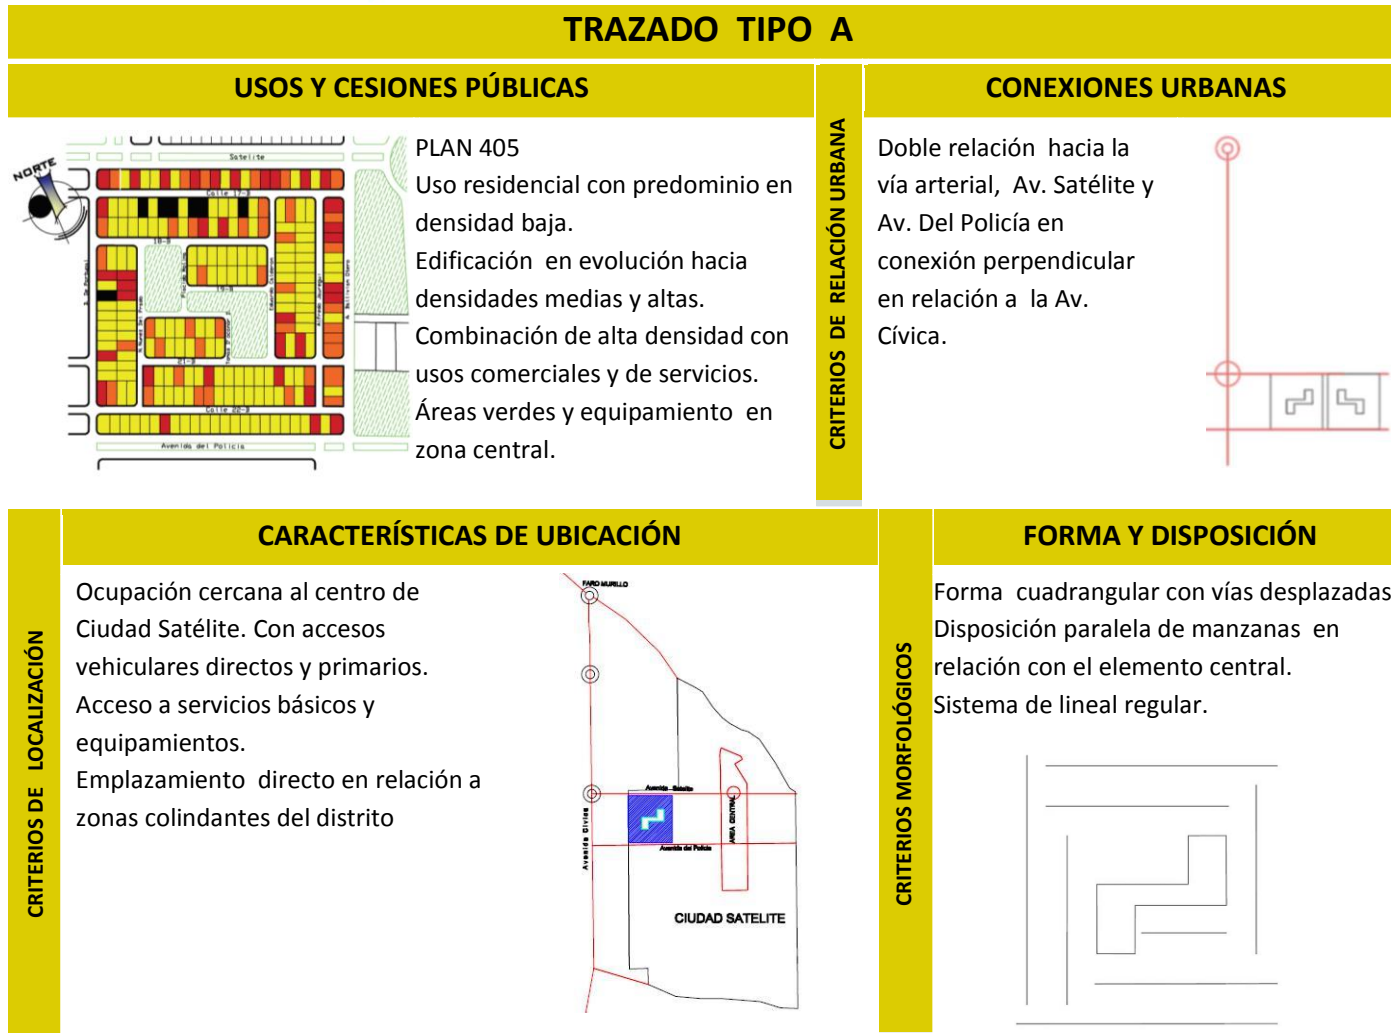 TRAZADO TIPO A
USOS Y CESIONES PÚBLICAS
NORTE
Satelite
Calle 17-3
Calle 22-3
Avenida del Policia
PLAN 405
Uso residencial con predominio en
densidad baja.
Edificación en evolución hacia
densidades medias y altas.
Combinación de alta densidad con
usos comerciales y de servicios.
Áreas verdes y equipamiento en
zona central.
CRITERIOS DE RELACIÓN URBANA
CONEXIONES URBANAS
Doble relación hacia la
vía arterial, Av. Satélite y
Av. Del Policía en
conexión perpendicular
en relación a la Av.
Cívica.
CRITERIOS DE LOCALIZACIÓN
CARACTERÍSTICAS DE UBICACIÓN
Ocupación cercana al centro de
Ciudad Satélite. Con accesos
vehiculares directos y primarios.
Acceso a servicios básicos y
equipamientos.
Emplazamiento directo en relación a
zonas colindantes del distrito
FARO MURILLO
Avenida Satelite
Avenida Civica
AREA CENTRAL
Avenida del Policia
CIUDAD SATELITE
CRITERIOS MORFOLÓGICOS
FORMA Y DISPOSICIÓN
Forma cuadrangular con vías desplazadas
Disposición paralela de manzanas en
relación con el elemento central.
Sistema de lineal regular.